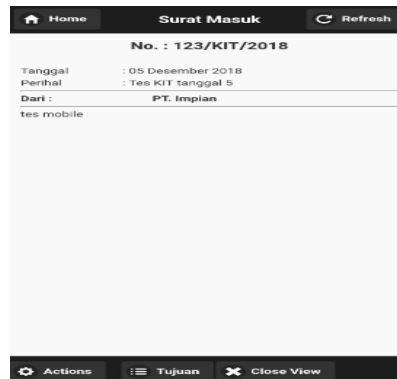 Home Surat Masuk Refresh
No. : 123/KIT/2018
Tanggal : 05 Desember 2018
Perihal : Tes KIT tanggal 5
Dari : PT. Impian
tes mobile
Actions Tujuan Close View